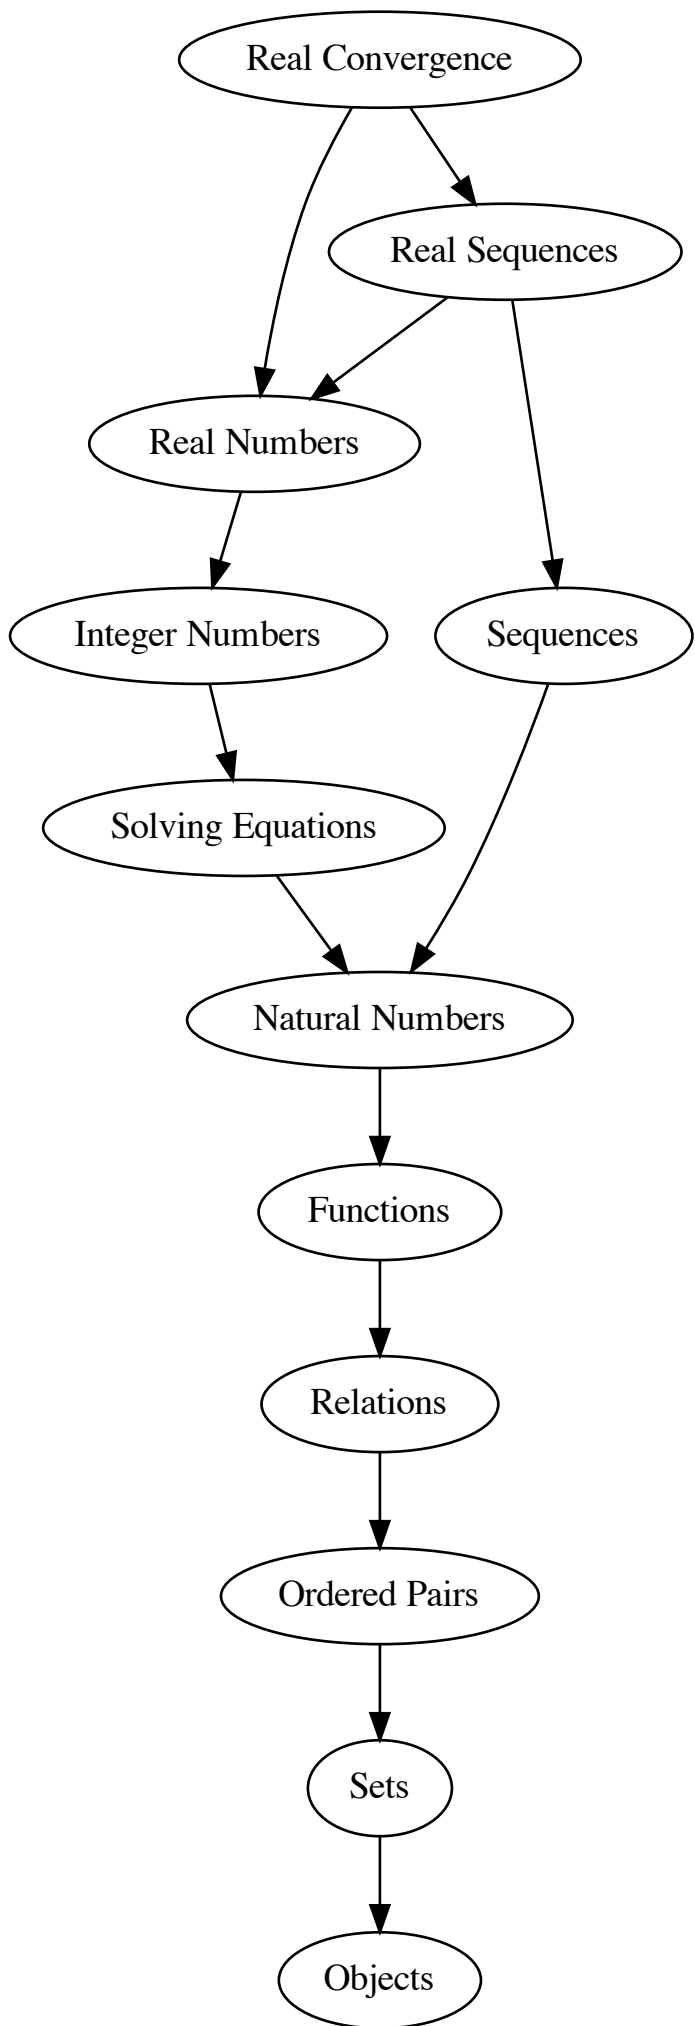 Real Convergence
Real Sequences
Real Numbers
Integer Numbers
Sequences
Solving Equations
Natural Numbers
Functions
Relations
Ordered Pairs
Sets
Objects